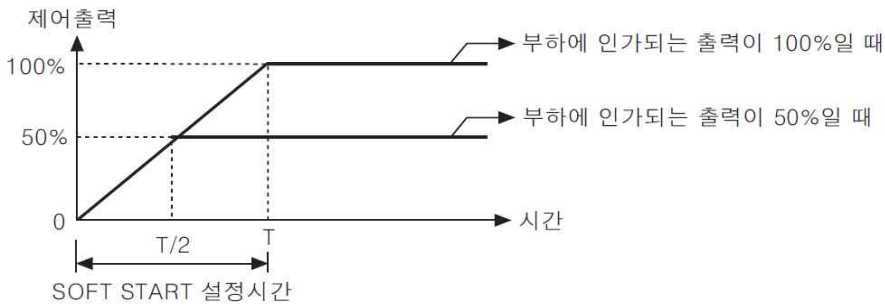 제어출력
100%
부하에 인가되는 출력이 100%일 때
50%
부하에 인가되는 출력이 50%일 때
0
시간
T/2
T
SOFT START 설정시간